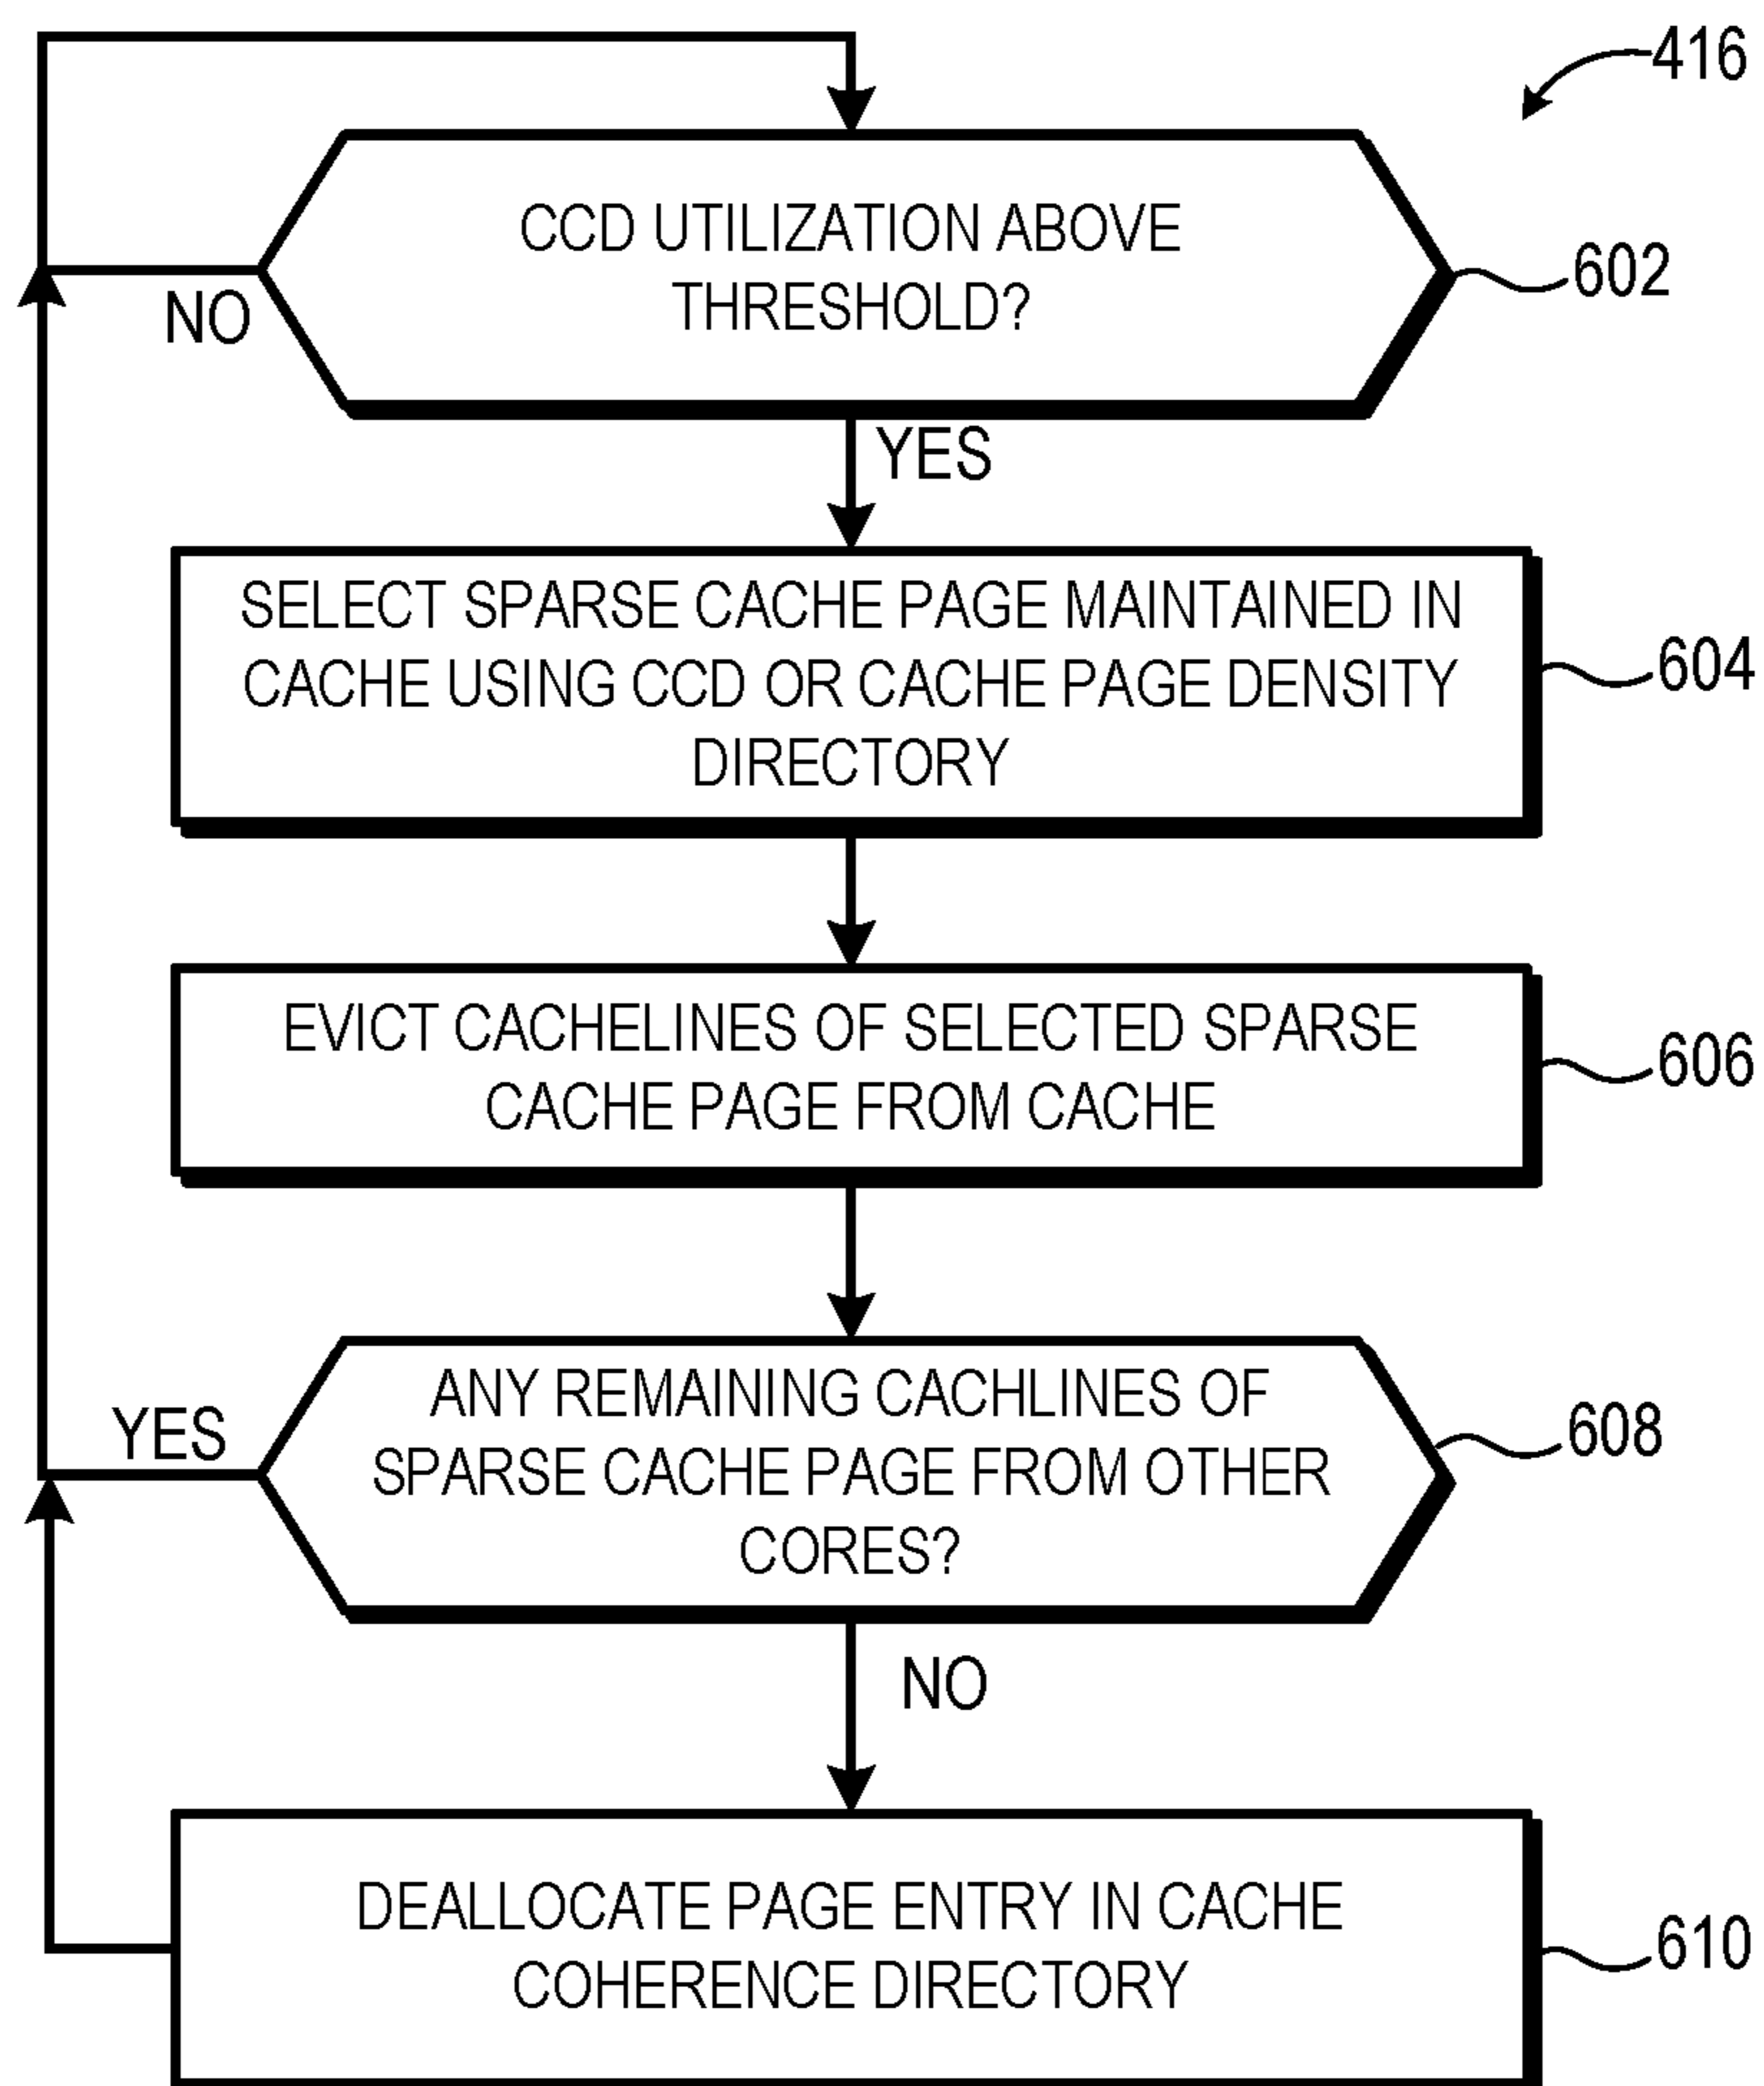 416
CCD UTILIZATION ABOVE
THRESHOLD?
602
NO
YES
SELECT SPARSE CACHE PAGE MAINTAINED IN
CACHE USING CCD OR CACHE PAGE DENSITY
DIRECTORY
604
EVICT CACHELINES OF SELECTED SPARSE
CACHE PAGE FROM CACHE
606
ANY REMAINING CACHLINES OF
SPARSE CACHE PAGE FROM OTHER
CORES?
608
YES
NO
DEALLOCATE PAGE ENTRY IN CACHE
COHERENCE DIRECTORY
610